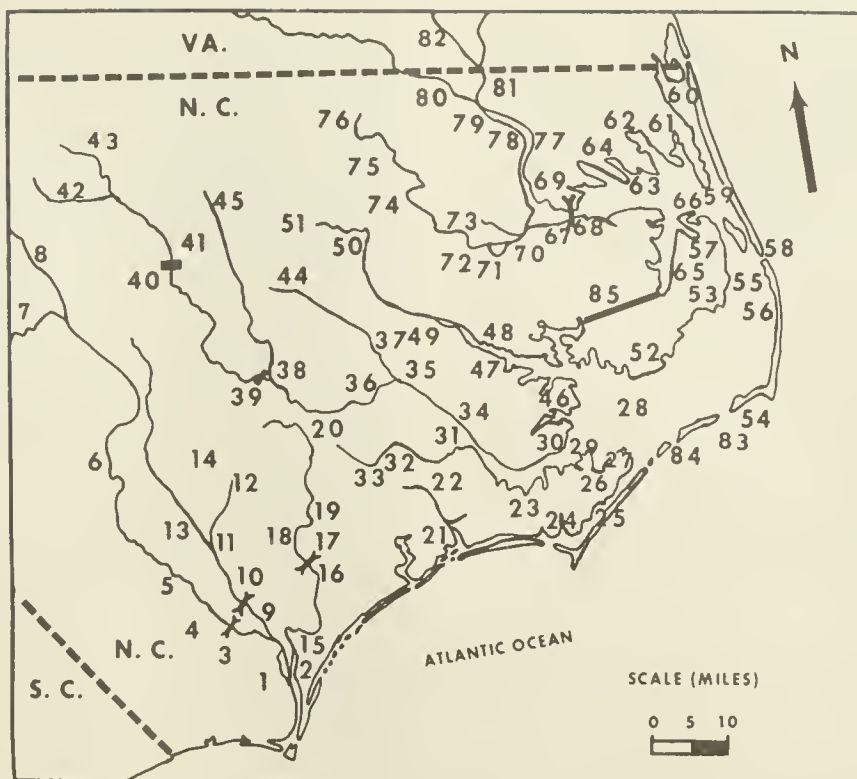 VA. 82 N
81 60
N. C. 80
76 79 78 77 62 61
43 75 64
42 45 74 69 63 59
51 73 66
41 50 67 68 58
8 72 71 70 57
40 44 65 55
7 85 53 56
37 49 48
38 35 47 52
39 36 46 28 54
20 34 83
6 31 30 29 84
14 32 27
33 26
12 22 23 25
19 24
13 11 18 17 21
5 10 16
9
4 3 15
N. C. 1 2 ATLANTIC OCEAN
S. C. SCALE (MILES)
0 5 10